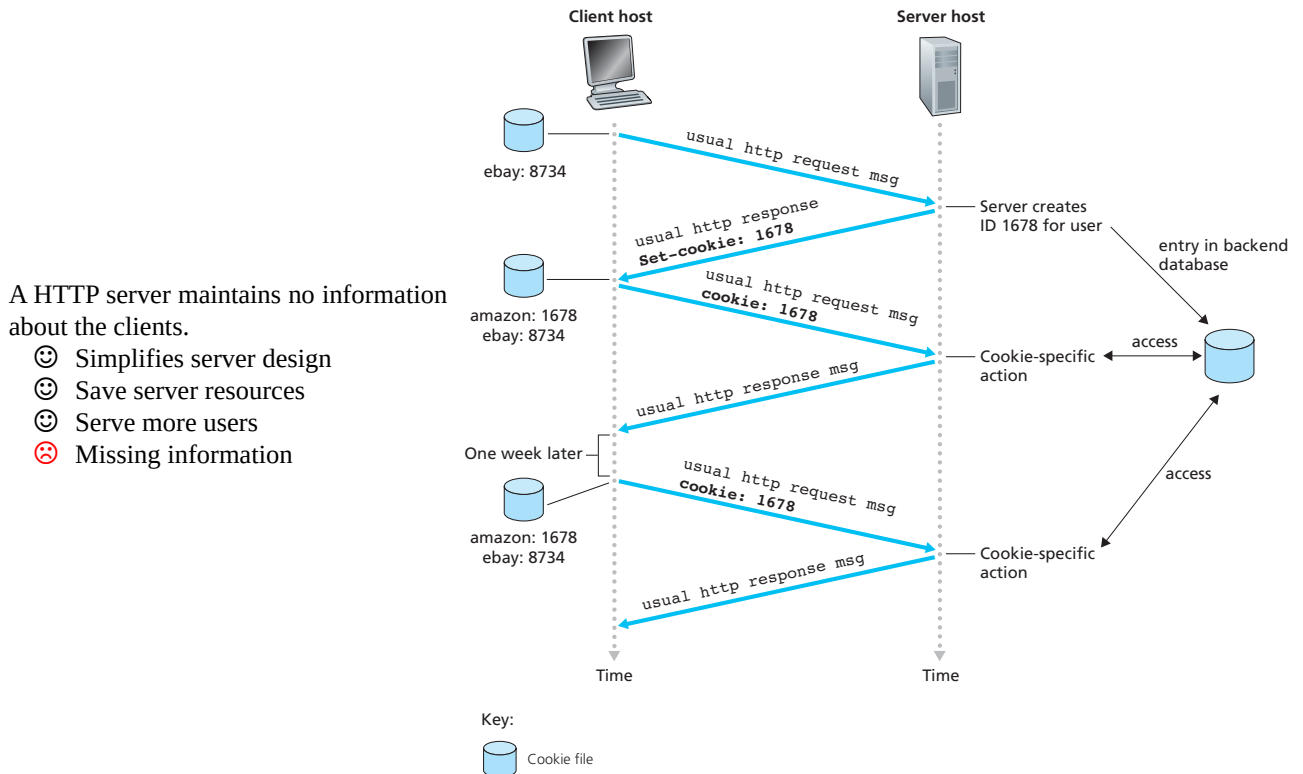 Client host
Server host
usual http request msg
ebay: 8734
Server creates
ID 1678 for user
entry in backend
database
usual http response
Set-cookie: 1678
usual http request msg
cookie: 1678
amazon: 1678
ebay: 8734
A HTTP server maintains no information
about the clients.
☺ Simplifies server design
☺ Save server resources
☺ Serve more users
☹ Missing information
access
Cookie-specific
action
usual http response msg
One week later
access
usual http request msg
cookie: 1678
amazon: 1678
ebay: 8734
Cookie-specific
action
usual http response msg
Time
Time
Key:
Cookie file